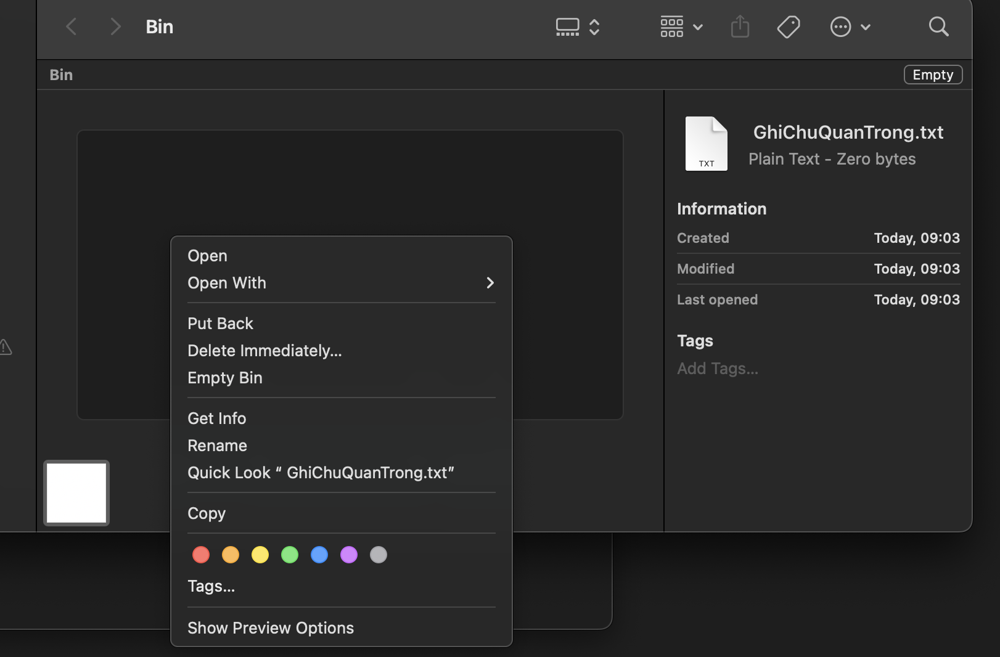 Bin
Bin
Empty
TXT
GhiChuQuanTrong.txt
Plain Text - Zero bytes
Information
Created Today, 09:03
Modified Today, 09:03
Last opened Today, 09:03
Tags
Add Tags...
Open
Open With
Put Back
Delete Immediately...
Empty Bin
Get Info
Rename
Quick Look “ GhiChuQuanTrong.txt”
Copy
Tags...
Show Preview Options